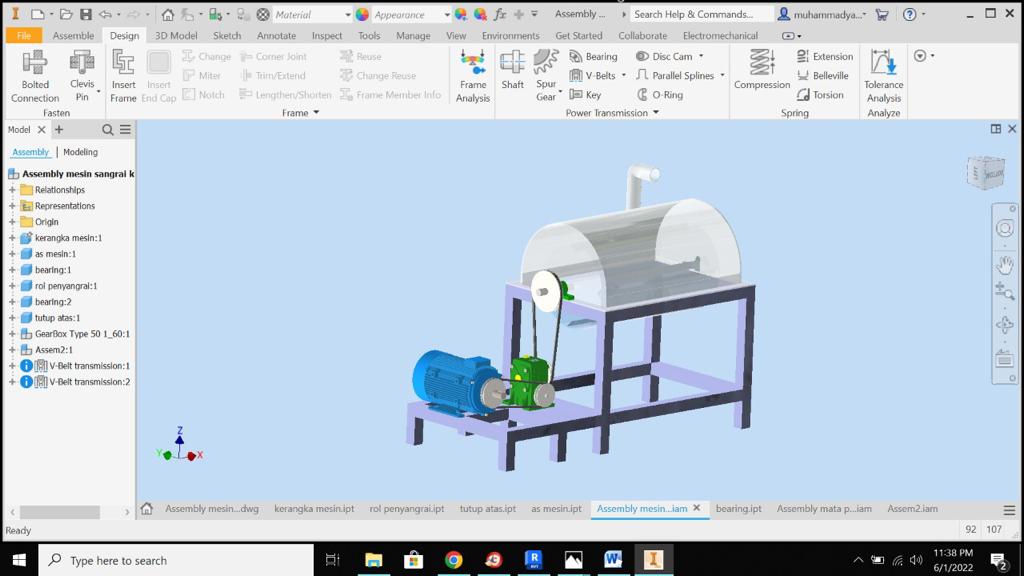 Material
Appearance
fx
Assembly ...
Search Help & Commands...
muhammadya...
File
Assembly
Design
3D Model
Sketch
Annotate
Inspect
Tools
Manage
View
Environments
Get Started
Collaborate
Electromechanical
Bolted Connection
Clevis Pin
Insert Frame
Insert End Cap
Change
Miter
Notch
Corner Joint
Trim/Extend
Lengthen/Shorten
Reuse
Change Reuse
Frame Member Info
Frame Analysis
Shaft
Spur Gear
Bearing
V-Belts
Key
Disc Cam
Parallel Splines
O-Ring
Compression
Extension
Belleville
Torsion
Tolerance Analysis
Fasten
Frame
Power Transmission
Spring
Analyze
Model
Assembly
Modeling
Assembly mesin sangrai k
Relationships
Representations
Origin
kerangka mesin:1
as mesin:1
bearing:1
rol penyangrai:1
bearing:2
tutup atas:1
GearBox Type 50 1_60:1
Assem2:1
V-Belt transmission:1
V-Belt transmission:2
LEFT
Z
Y
X
Assembly mesin...dwg
kerangka mesin.ipt
rol penyangrai.ipt
tutup atas.ipt
as mesin.ipt
Assembly mesin...iam
bearing.ipt
Assembly mata p...iam
Assem2.iam
Ready
92
107
Type here to search
11:38 PM
6/1/2022
2